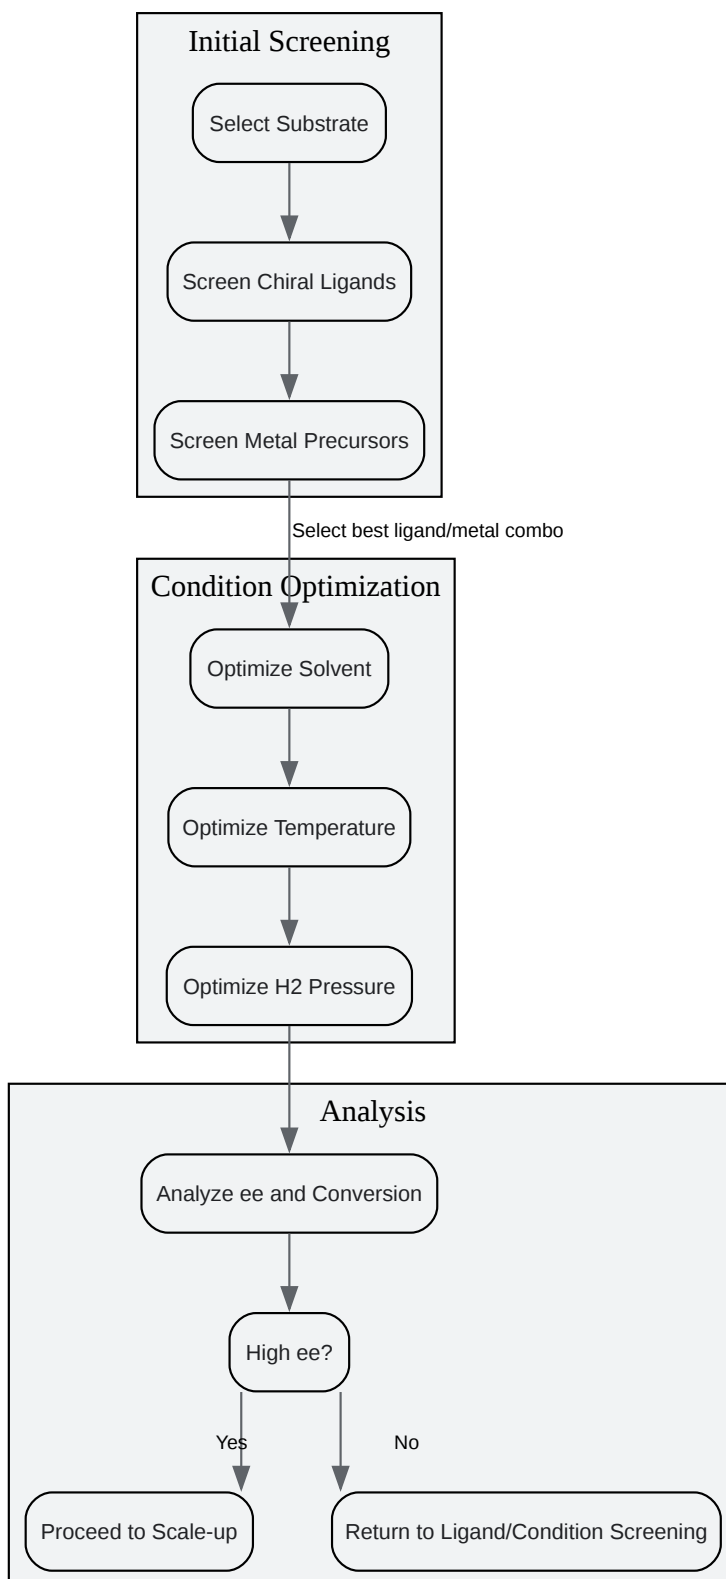 Initial Screening
Select Substrate
Screen Chiral Ligands
Screen Metal Precursors
Select best ligand/metal combo
Condition Optimization
Optimize Solvent
Optimize Temperature
Optimize H2 Pressure
Analysis
Analyze ee and Conversion
High ee?
Yes
No
Proceed to Scale-up
Return to Ligand/Condition Screening